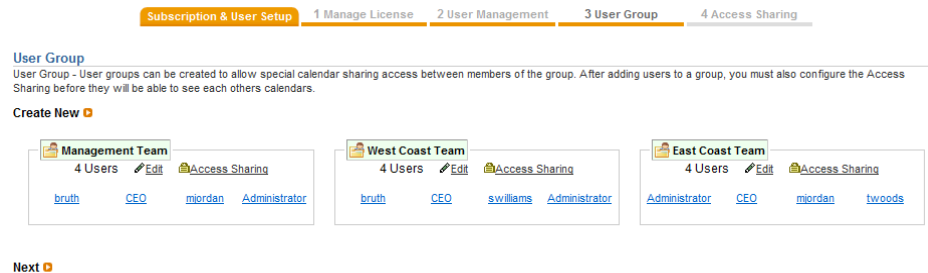 Subscription & User Setup 1 Manage License 2 User Management 3 User Group 4 Access Sharing
User Group
User Group - User groups can be created to allow special calendar sharing access between members of the group. After adding users to a group, you must also configure the Access
Sharing before they will be able to see each others calendars.
Create New
Management Team West Coast Team East Coast Team
4 Users Edit Access Sharing 4 Users Edit Access Sharing 4 Users Edit Access Sharing
bruth CEO mjordan Administrator bruth CEO swilliams Administrator Administrator CEO mjordan twoods
Next